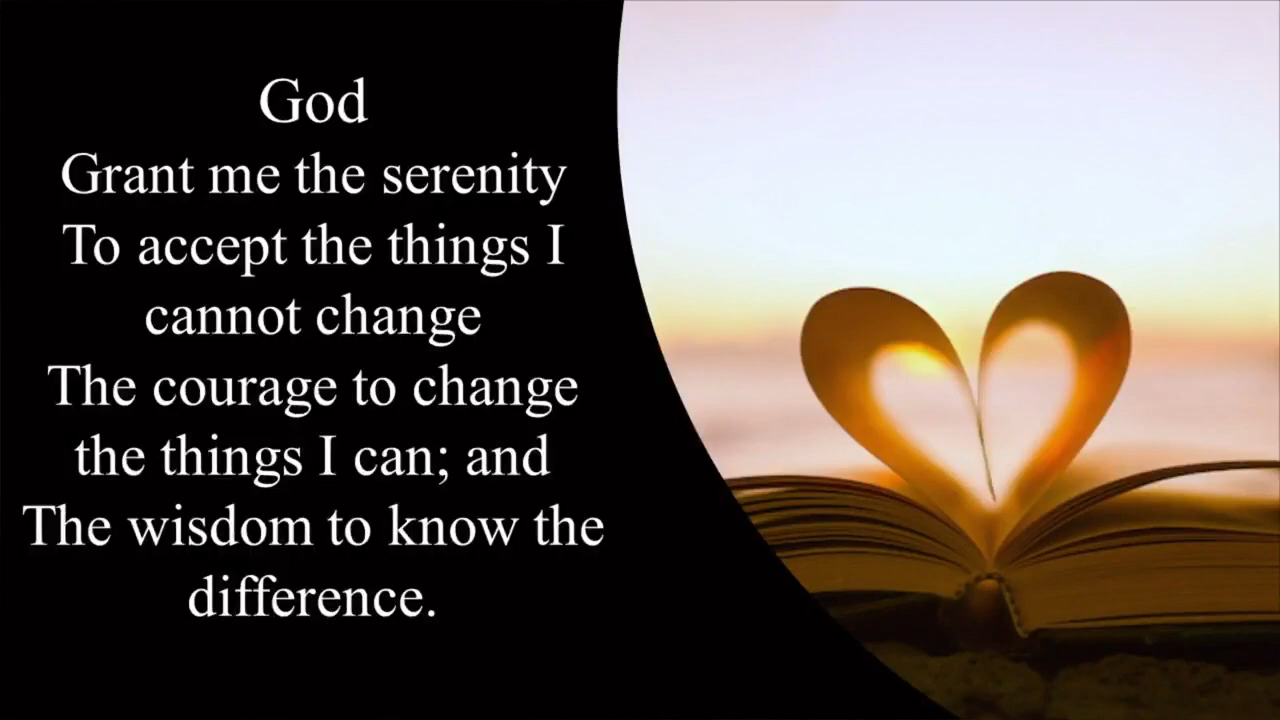 God
Grant me the serenity
To accept the things I
cannot change
The courage to change
the things I can; and
The wisdom to know the
difference.